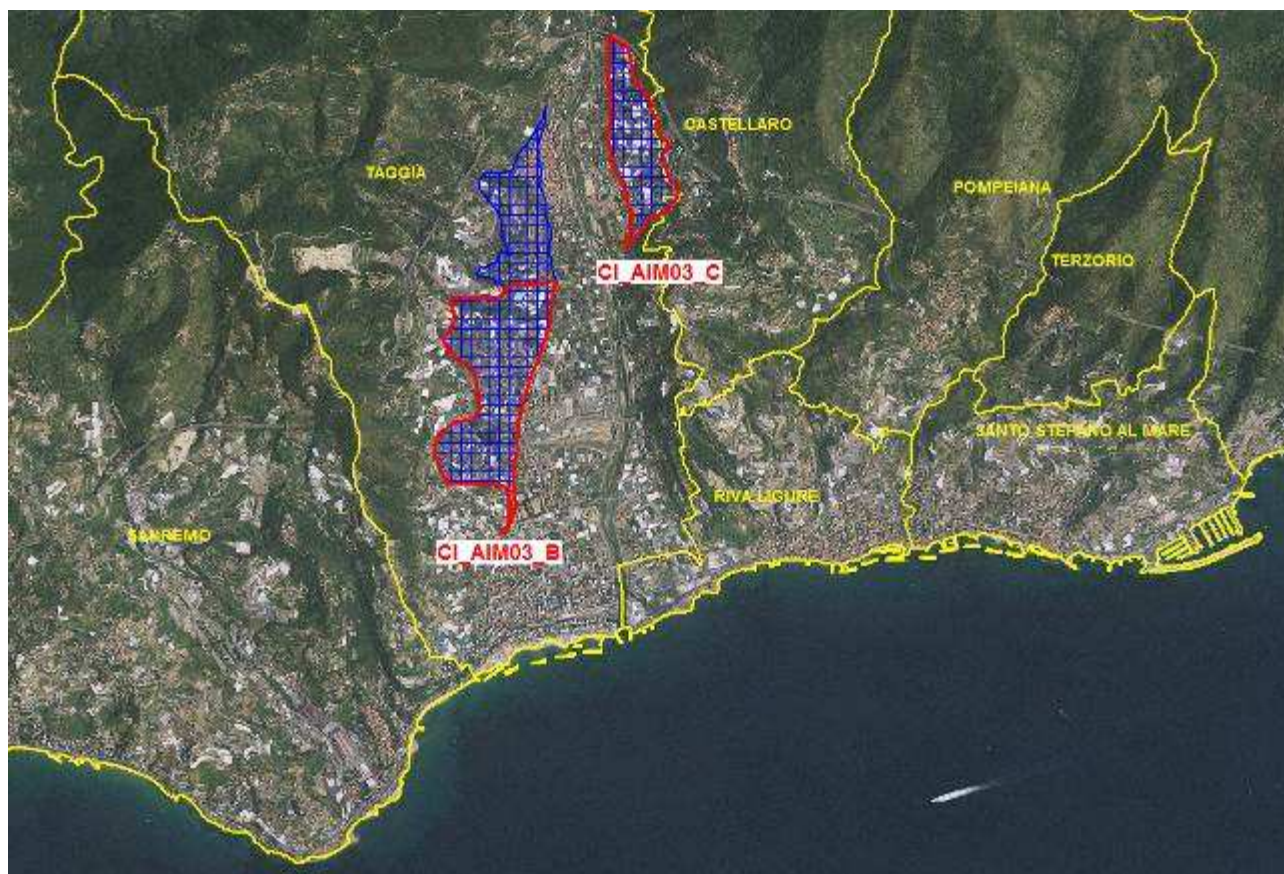 CASTELLARO
TAGGIA
POMPEIANA
TERZORIO
CI_AIM03_C
SANTO STEFANO AL MARE
RIVA LIGURE
SANREMO
CI_AIM03_B